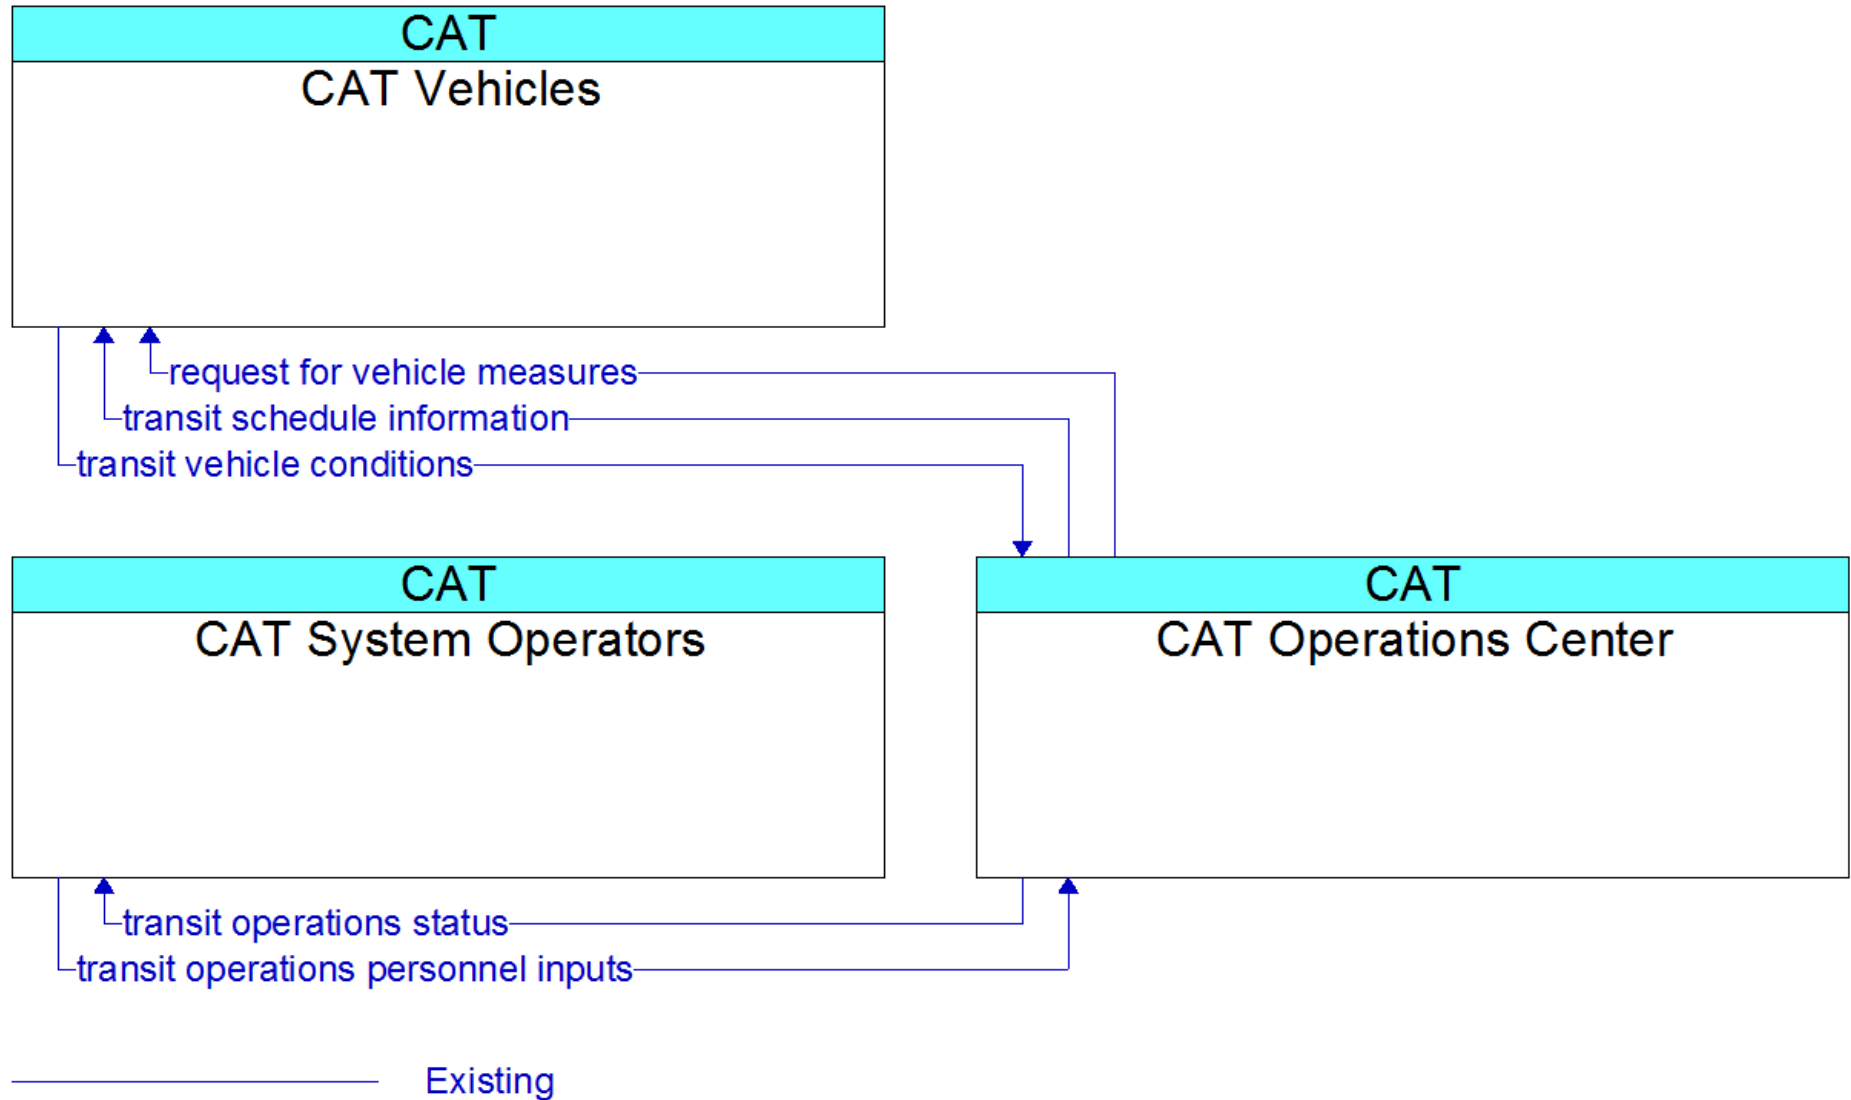 CAT
CAT Vehicles
request for vehicle measures
transit schedule information
transit vehicle conditions
CAT
CAT System Operators
CAT
CAT Operations Center
transit operations status
transit operations personnel inputs
Existing